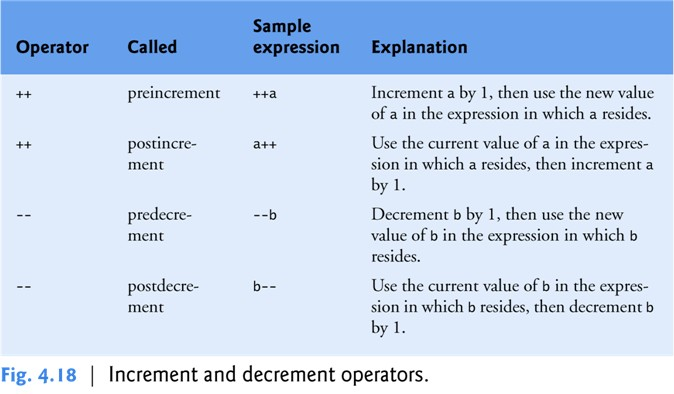 Operator Called Sample expression Explanation
++ preincrement ++a Increment a by 1, then use the new value
of a in the expression in which a resides.
++ postincre-
ment a++ Use the current value of a in the expres-
sion in which a resides, then increment a
by 1.
-- predecre-
ment --b Decrement b by 1, then use the new
value of b in the expression in which b
resides.
-- postdecre-
ment b-- Use the current value of b in the expres-
sion in which b resides, then decrement b
by 1.
Fig. 4.18 | Increment and decrement operators.